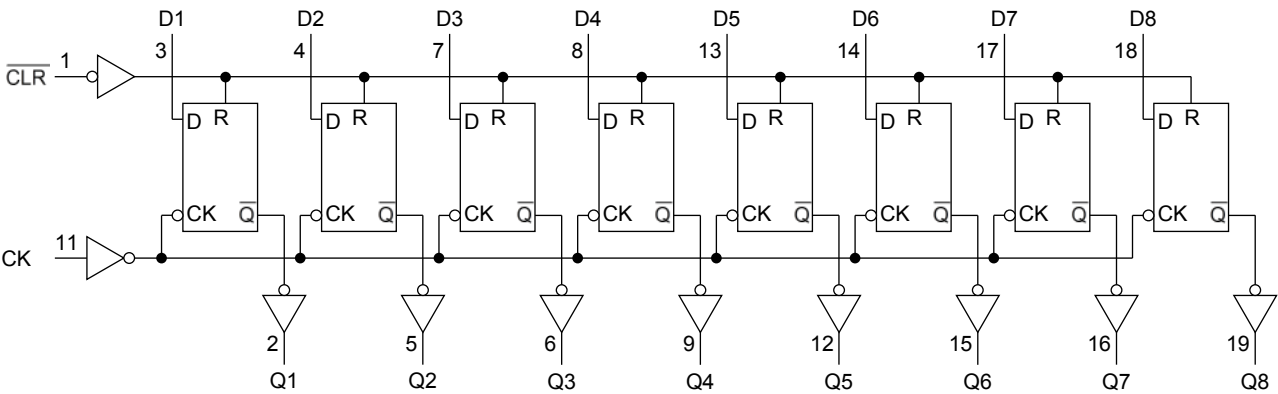 D1 D2 D3 D4 D5 D6 D7 D8
3 4 7 8 13 14 17 18
C̅L̅R̅ 1
D R D R D R D R D R D R D R D R
CK Q̅ CK Q̅ CK Q̅ CK Q̅ CK Q̅ CK Q̅ CK Q̅ CK Q̅
CK 11
2 5 6 9 12 15 16 19
Q1 Q2 Q3 Q4 Q5 Q6 Q7 Q8